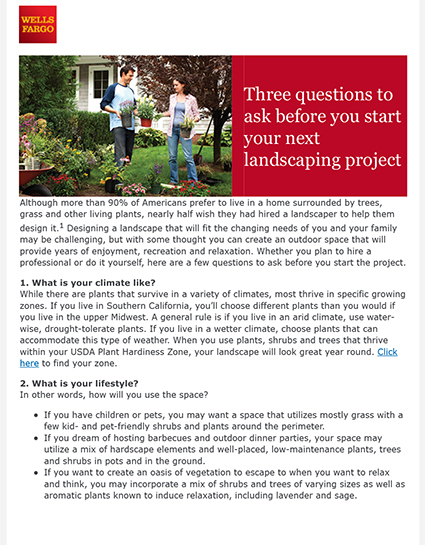 WELLS
FARGO
Three questions to
ask before you start
your next
landscaping project
Although more than 90% of Americans prefer to live in a home surrounded by trees,
grass and other living plants, nearly half wish they had hired a landscaper to help them
design it.1 Designing a landscape that will fit the changing needs of you and your family
may be challenging, but with some thought you can create an outdoor space that will
provide years of enjoyment, recreation and relaxation. Whether you plan to hire a
professional or do it yourself, here are a few questions to ask before you start the project.
1. What is your climate like?
While there are plants that survive in a variety of climates, most thrive in specific growing
zones. If you live in Southern California, you'll choose different plants than you would if
you live in the upper Midwest. A general rule is if you live in an arid climate, use water-
wise, drought-tolerant plants. If you live in a wetter climate, choose plants that can
accommodate this type of weather. When you use plants, shrubs and trees that thrive
within your USDA Plant Hardiness Zone, your landscape will look great year round. Click
here to find your zone.
2. What is your lifestyle?
In other words, how will you use the space?
• If you have children or pets, you may want a space that utilizes mostly grass with a
few kid- and pet-friendly shrubs and plants around the perimeter.
• If you dream of hosting barbecues and outdoor dinner parties, your space may
utilize a mix of hardscape elements and well-placed, low-maintenance plants, trees
and shrubs in pots and in the ground.
• If you want to create an oasis of vegetation to escape to when you want to relax
and think, you may incorporate a mix of shrubs and trees of varying sizes as well as
aromatic plants known to induce relaxation, including lavender and sage.